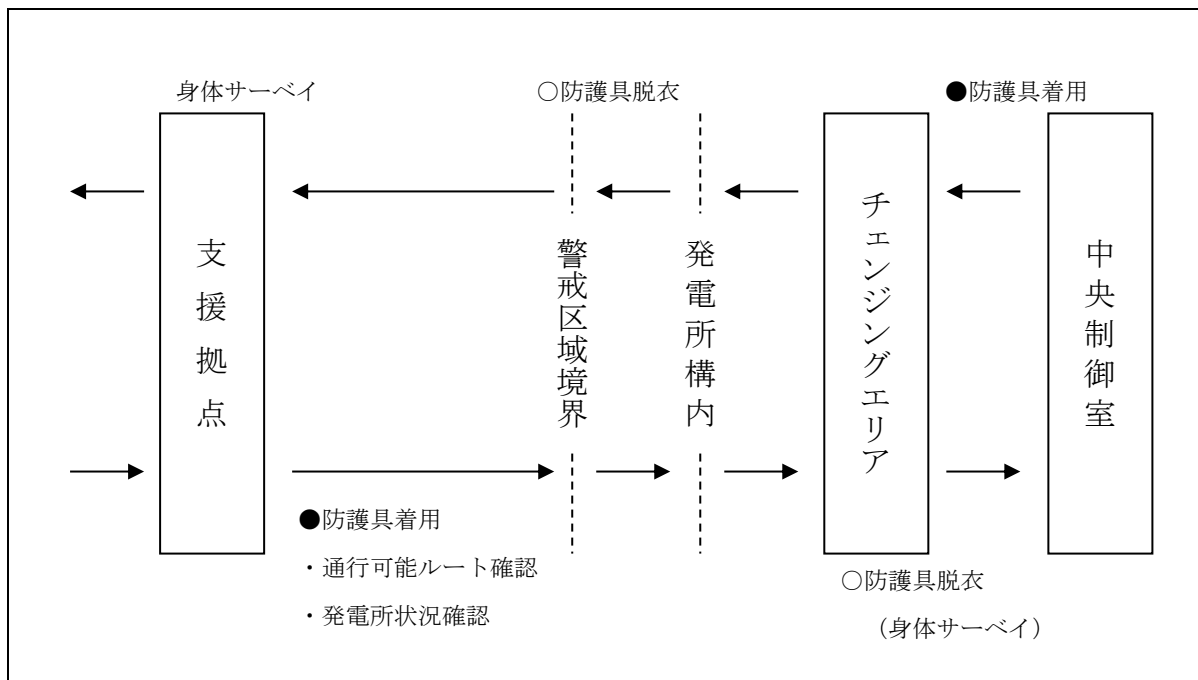 身体サーベイ
○防護具脱衣
●防護具着用
支援拠点
警戒区域境界
発電所構内
チェンジングエリア
中央制御室
●防護具着用
・通行可能ルート確認
・発電所状況確認
○防護具脱衣
（身体サーベイ）